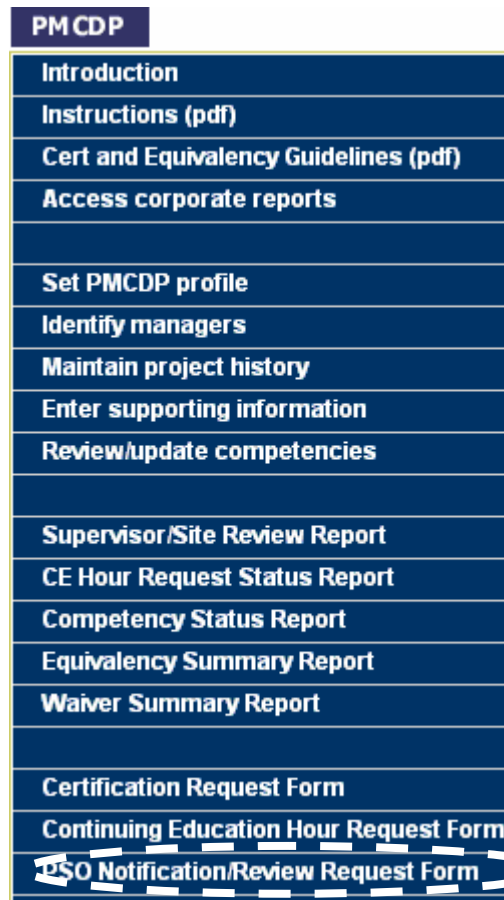 PMCDP
Introduction
Instructions (pdf)
Cert and Equivalency Guidelines (pdf)
Access corporate reports
Set PMCDP profile
Identify managers
Maintain project history
Enter supporting information
Review/update competencies
Supervisor/Site Review Report
CE Hour Request Status Report
Competency Status Report
Equivalency Summary Report
Waiver Summary Report
Certification Request Form
Continuing Education Hour Request Form
PSO Notification/Review Request Form